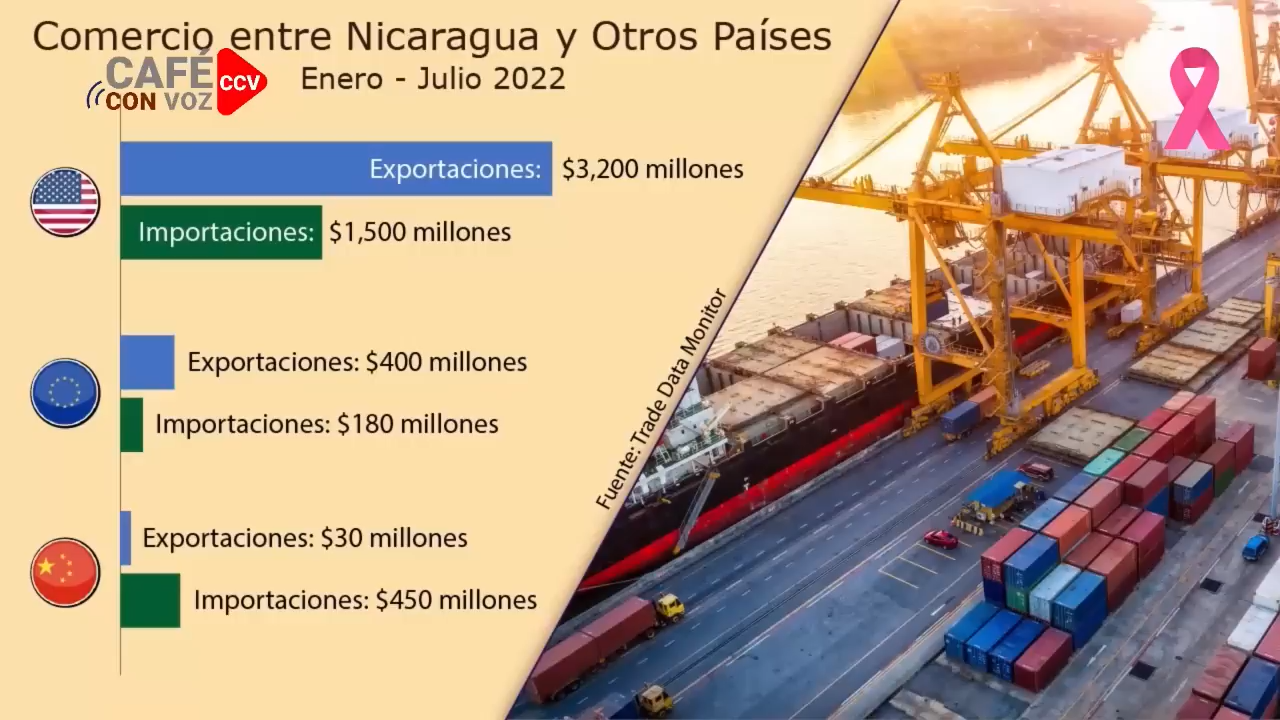 Comercio entre Nicaragua y Otros Países
CAFÉ
CON VOZ
CCV
Enero - Julio 2022
Exportaciones: $3,200 millones
Importaciones: $1,500 millones
Exportaciones: $400 millones
Importaciones: $180 millones
Exportaciones: $30 millones
Importaciones: $450 millones
Fuente: Trade Data Monitor